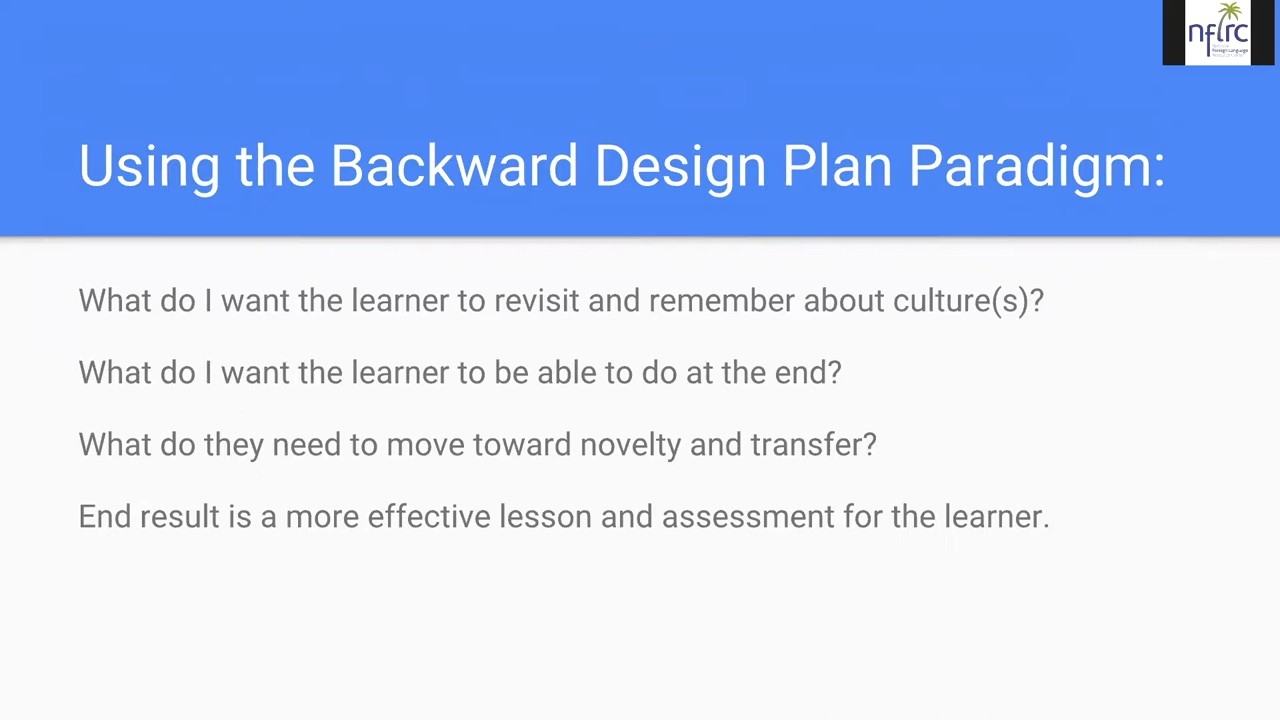 nflrc
Foreign Language
Using the Backward Design Plan Paradigm:
What do I want the learner to revisit and remember about culture(s)?
What do I want the learner to be able to do at the end?
What do they need to move toward novelty and transfer?
End result is a more effective lesson and assessment for the learner.